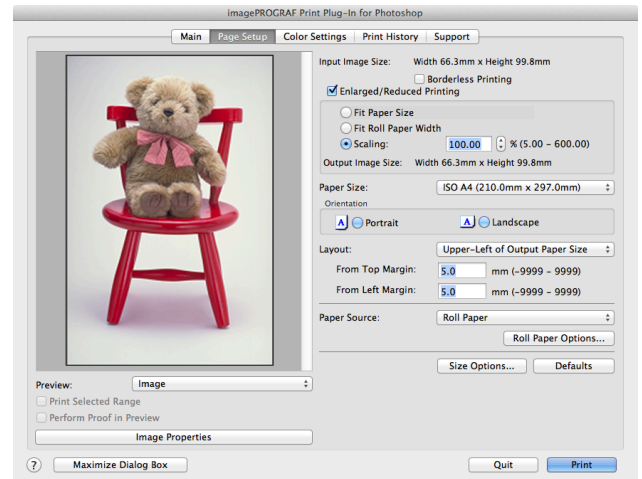 imagePROGRAF Print Plug-In for Photoshop
Main Page Setup Color Settings Print History Support
Input Image Size: Width 66.3mm x Height 99.8mm
Borderless Printing
Enlarged/Reduced Printing
Fit Paper Size
Fit Roll Paper Width
Scaling: 100.00 % (5.00 – 600.00)
Output Image Size: Width 66.3mm x Height 99.8mm
Paper Size: ISO A4 (210.0mm x 297.0mm)
Orientation
A Portrait A Landscape
Layout: Upper-Left of Output Paper Size
From Top Margin: 5.0 mm (-9999 – 9999)
From Left Margin: 5.0 mm (-9999 – 9999)
Paper Source: Roll Paper
Roll Paper Options...
Size Options... Defaults
Preview: Image
Print Selected Range
Perform Proof in Preview
Image Properties
? Maximize Dialog Box Quit Print